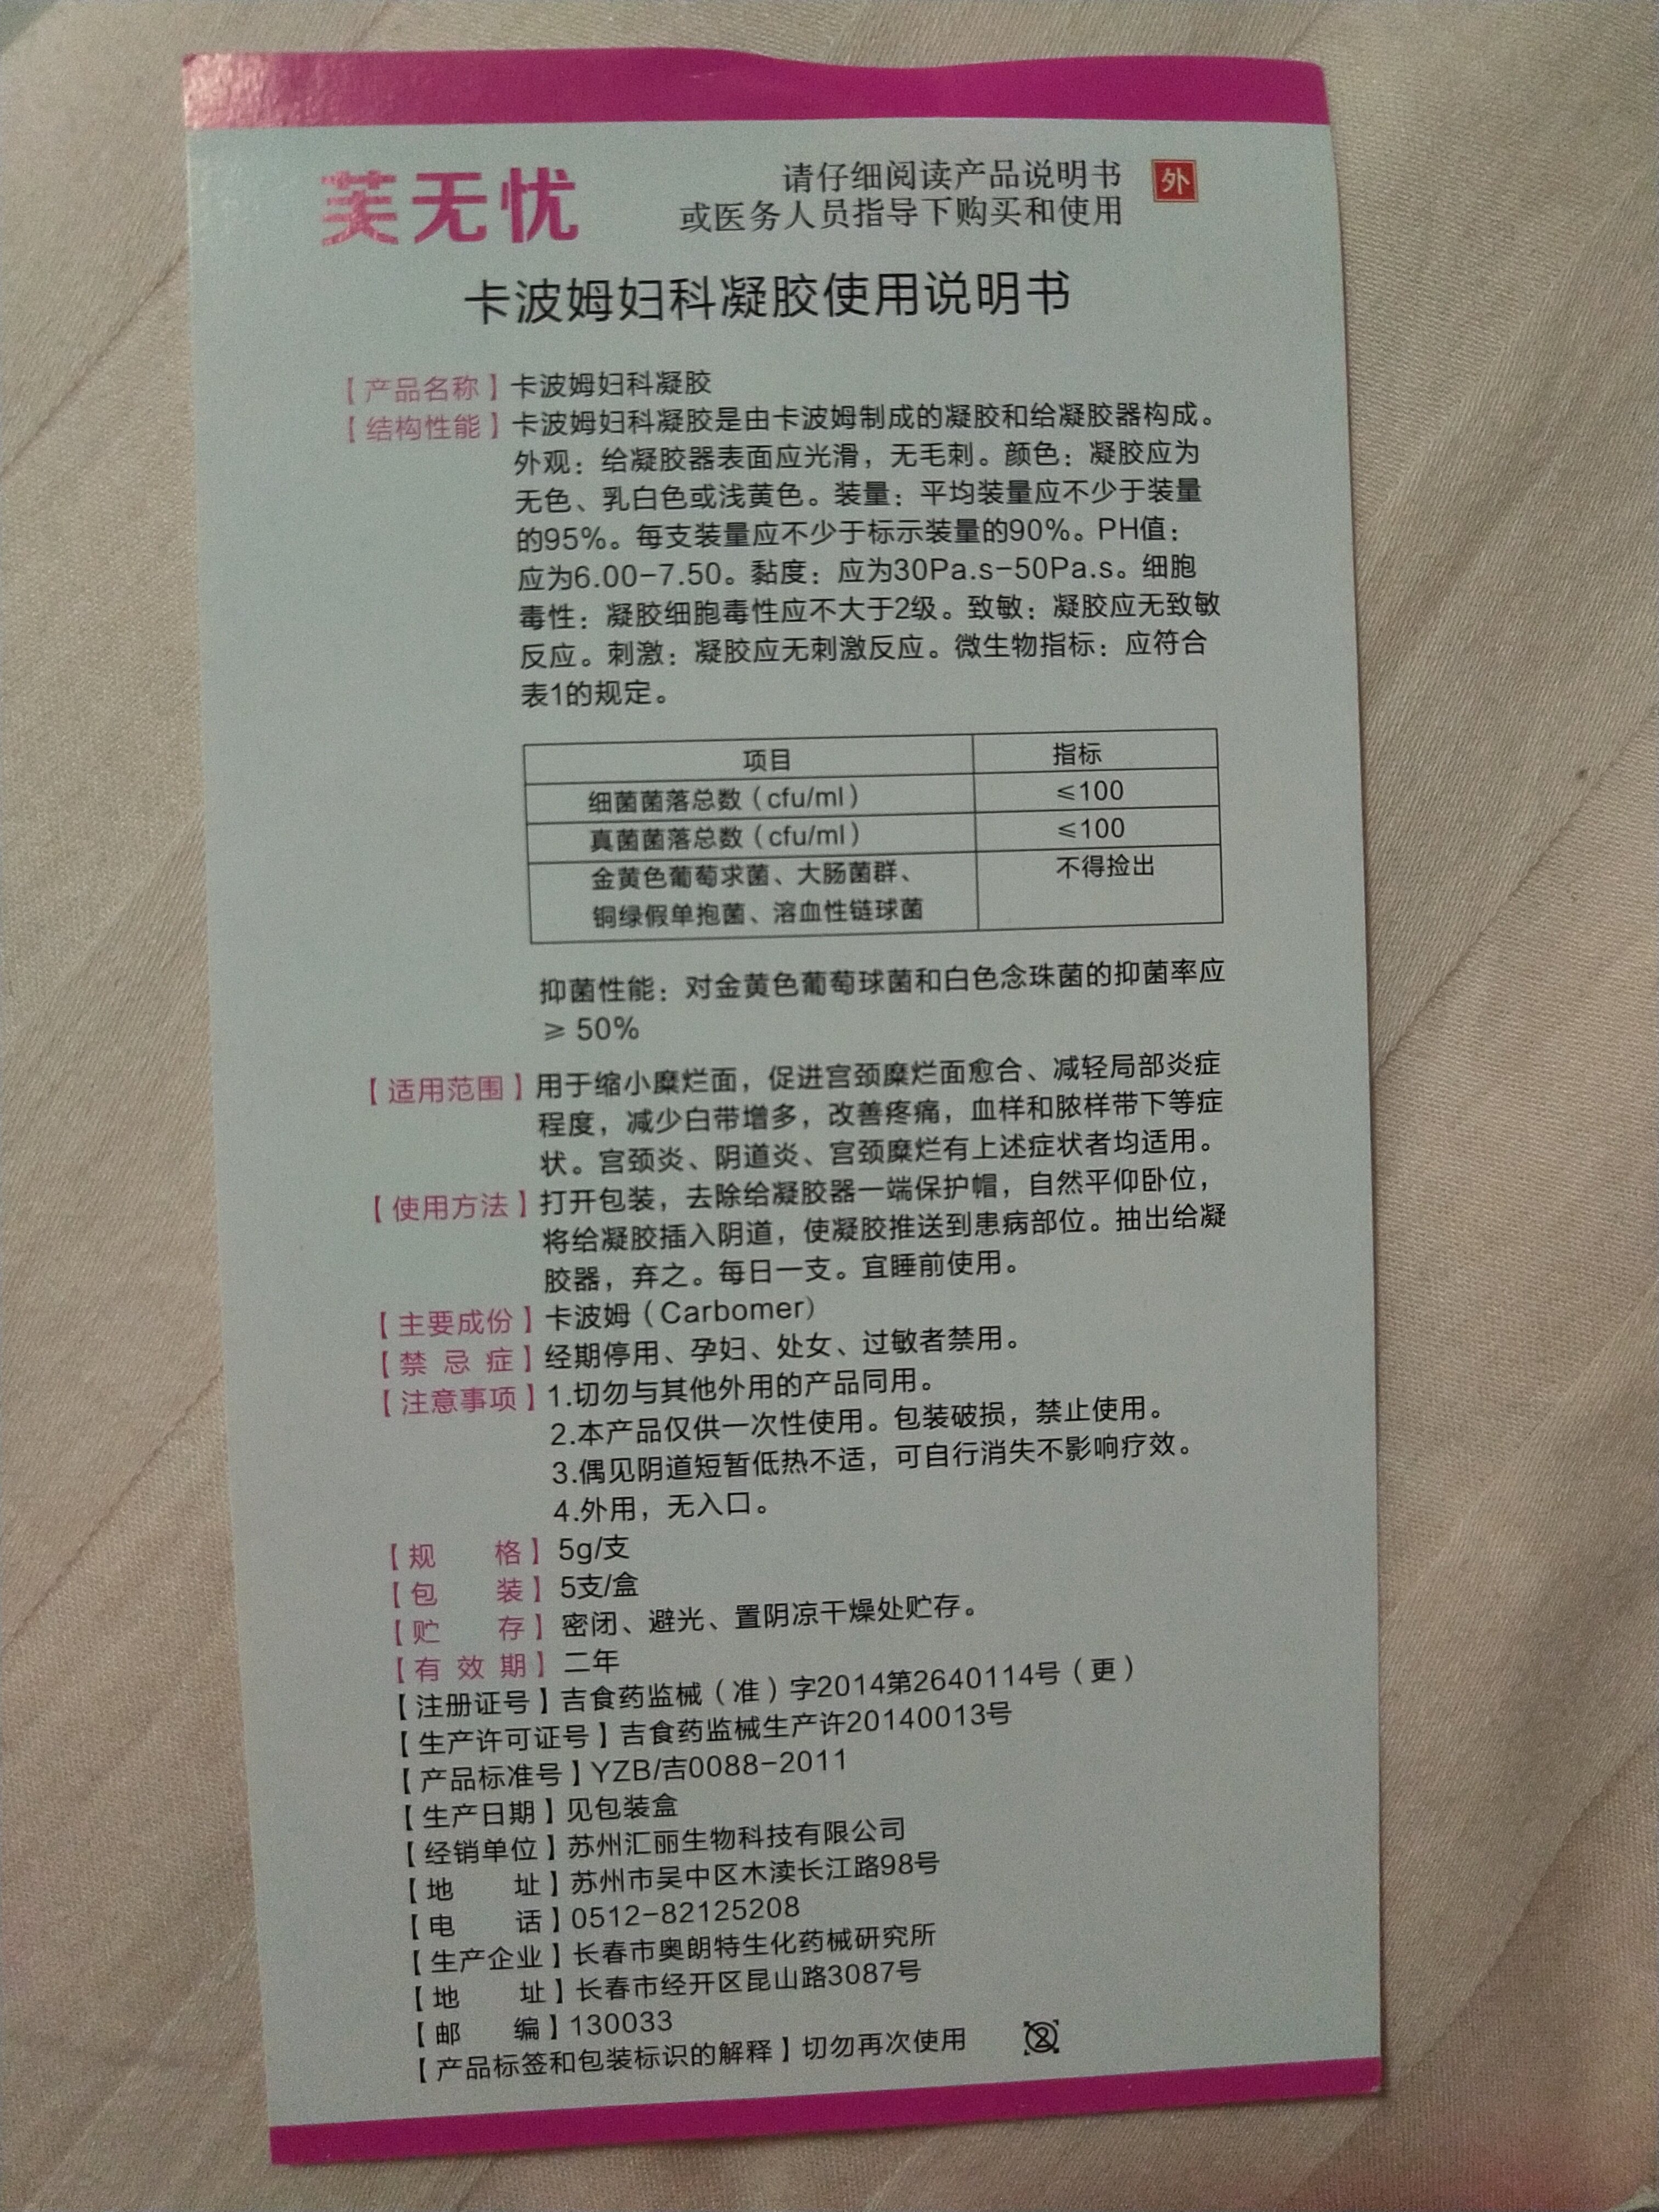 芙无忧
请仔细阅读产品说明书
或医务人员指导下购买和使用
外
卡波姆妇科凝胶使用说明书
【产品名称】卡波姆妇科凝胶
【结构性能】卡波姆妇科凝胶是由卡波姆制成的凝胶和给凝胶器构成。
外观：给凝胶器表面应光滑，无毛刺。颜色：凝胶应为
无色、乳白色或浅黄色。装量：平均装量应不少于装量
的95%。每支装量应不少于标示装量的90%。PH值：
应为6.00-7.50。黏度：应为30Pa.s-50Pa.s。细胞
毒性：凝胶细胞毒性应不大于2级。致敏：凝胶应无致敏
反应。刺激：凝胶应无刺激反应。微生物指标：应符合
表1的规定。
项目 指标
细菌菌落总数（cfu/ml） ≤100
真菌菌落总数（cfu/ml） ≤100
金黄色葡萄求菌、大肠菌群、 不得捡出
铜绿假单抱菌、溶血性链球菌
抑菌性能：对金黄色葡萄球菌和白色念珠菌的抑菌率应
≥ 50%
【适用范围】用于缩小糜烂面，促进宫颈糜烂面愈合、减轻局部炎症
程度，减少白带增多，改善疼痛，血样和脓样带下等症
状。宫颈炎、阴道炎、宫颈糜烂有上述症状者均适用。
【使用方法】打开包装，去除给凝胶器一端保护帽，自然平仰卧位，
将给凝胶插入阴道，使凝胶推送到患病部位。抽出给凝
胶器，弃之。每日一支。宜睡前使用。
【主要成份】卡波姆（Carbomer）
【禁 忌 症】经期停用、孕妇、处女、过敏者禁用。
【注意事项】1.切勿与其他外用的产品同用。
2.本产品仅供一次性使用。包装破损，禁止使用。
3.偶见阴道短暂低热不适，可自行消失不影响疗效。
4.外用，无入口。
【规 格】5g/支
【包 装】5支/盒
【贮 存】密闭、避光、置阴凉干燥处贮存。
【有 效 期】二年
【注册证号】吉食药监械（准）字2014第2640114号（更）
【生产许可证号】吉食药监械生产许20140013号
【产品标准号】YZB/吉0088-2011
【生产日期】见包装盒
【经销单位】苏州汇丽生物科技有限公司
【地 址】苏州市吴中区木渎长江路98号
【电 话】0512-82125208
【生产企业】长春市奥朗特生化药械研究所
【地 址】长春市经开区昆山路3087号
【邮 编】130033
【产品标签和包装标识的解释】切勿再次使用 2